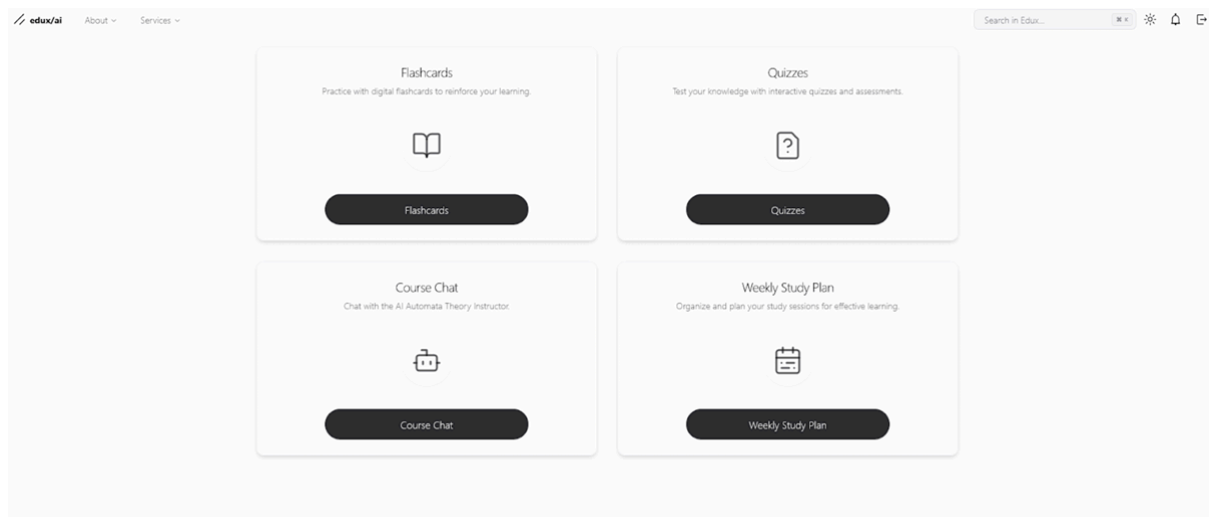 edux/ai About Services Search in Edux... ⌘ K
Flashcards
Practice with digital flashcards to reinforce your learning.
Flashcards
Quizzes
Test your knowledge with interactive quizzes and assessments.
Quizzes
Course Chat
Chat with the AI Automata Theory Instructor.
Course Chat
Weekly Study Plan
Organize and plan your study sessions for effective learning.
Weekly Study Plan